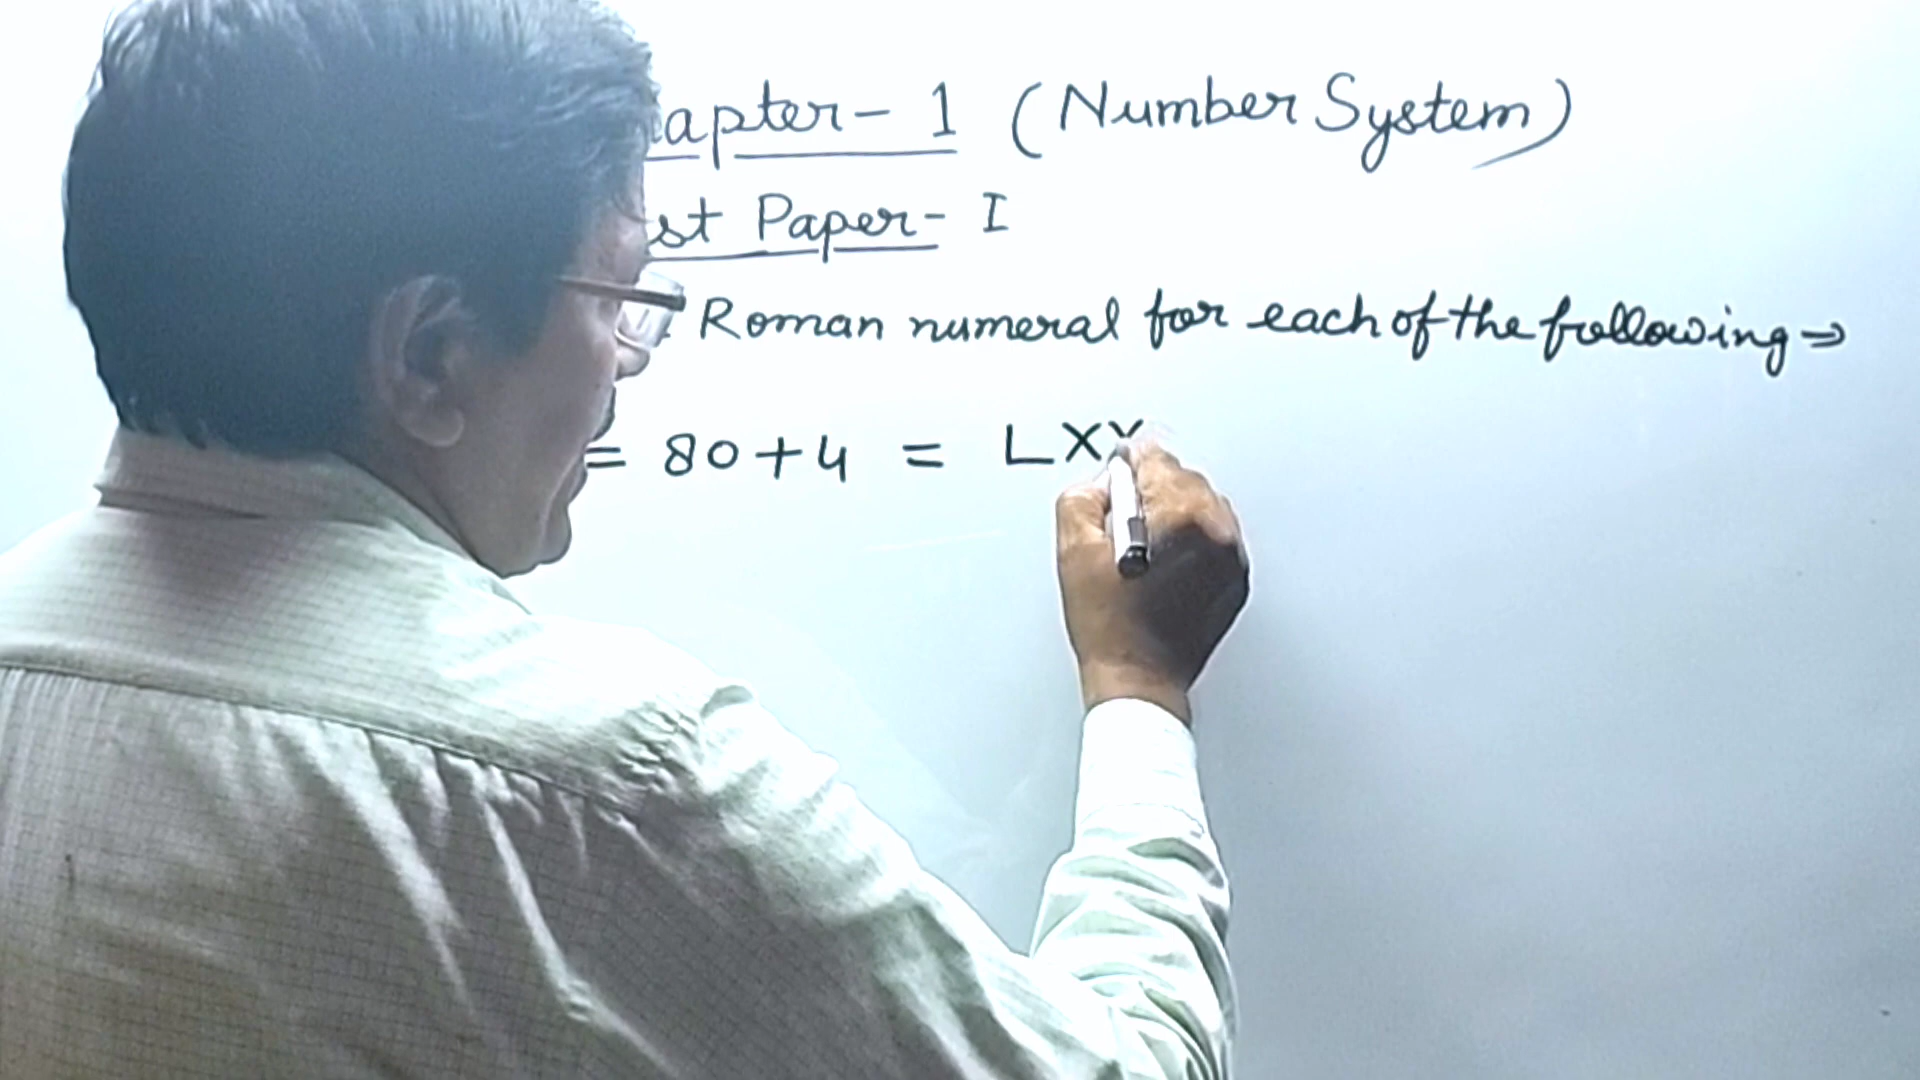 apter- 1 (Number System)
st Paper- I
Roman numeral for each of the following →
= 80+4 = LXX